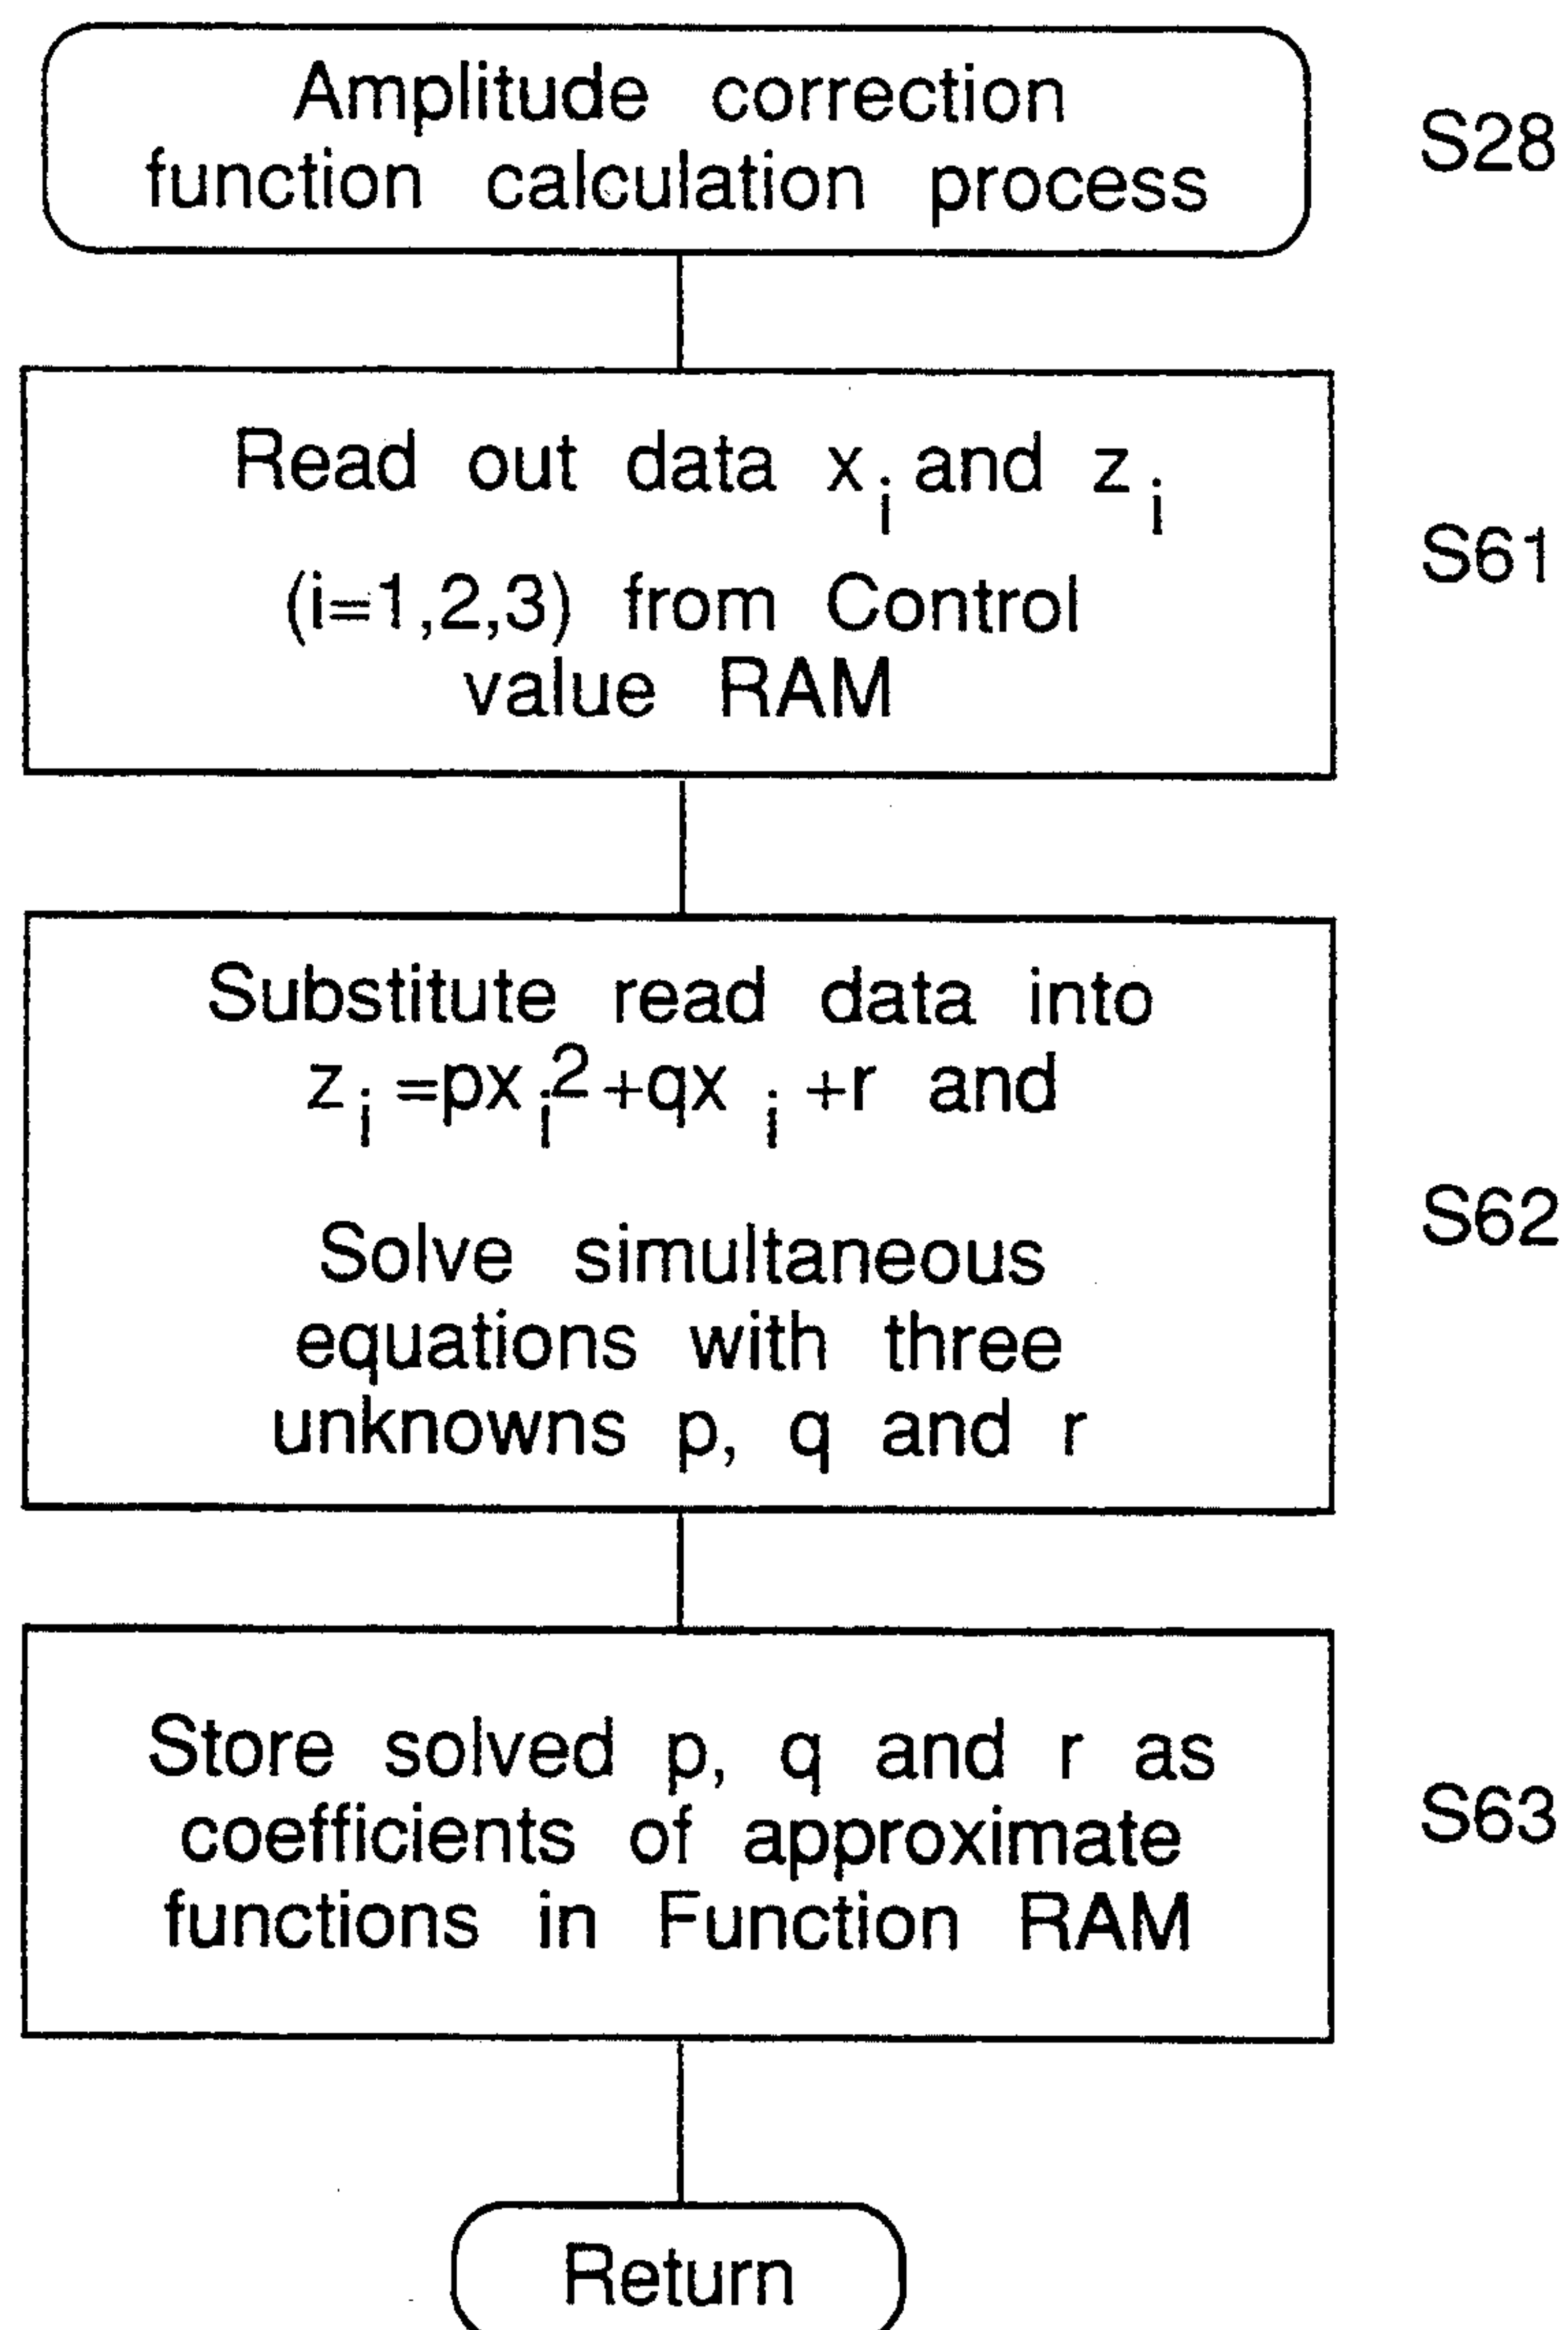 Amplitude correction
function calculation process
S28
Read out data x_i and z_i
(i=1,2,3) from Control
value RAM
S61
Substitute read data into
z_i =px_i^2+qx_i+r and
Solve simultaneous
equations with three
unknowns p, q and r
S62
Store solved p, q and r as
coefficients of approximate
functions in Function RAM
S63
Return